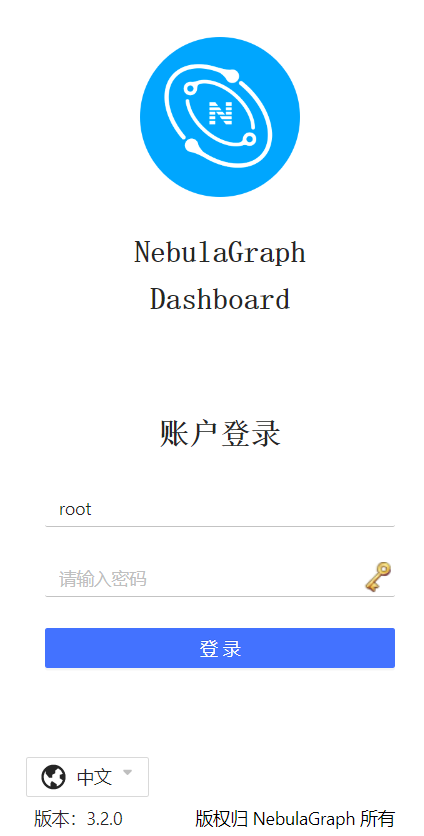 N
NebulaGraph
Dashboard
账户登录
root
请输入密码
登 录
中文
版本：3.2.0
版权归 NebulaGraph 所有